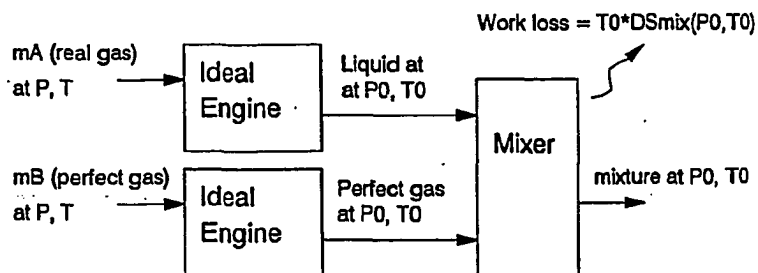 Work loss = T0*DSmix(P0,T0)
mA (real gas)
at P, T
Ideal
Engine
Liquid at
at P0, T0
Mixer
mB (perfect gas)
at P, T
Ideal
Engine
Perfect gas
at P0, T0
mixture at P0, T0